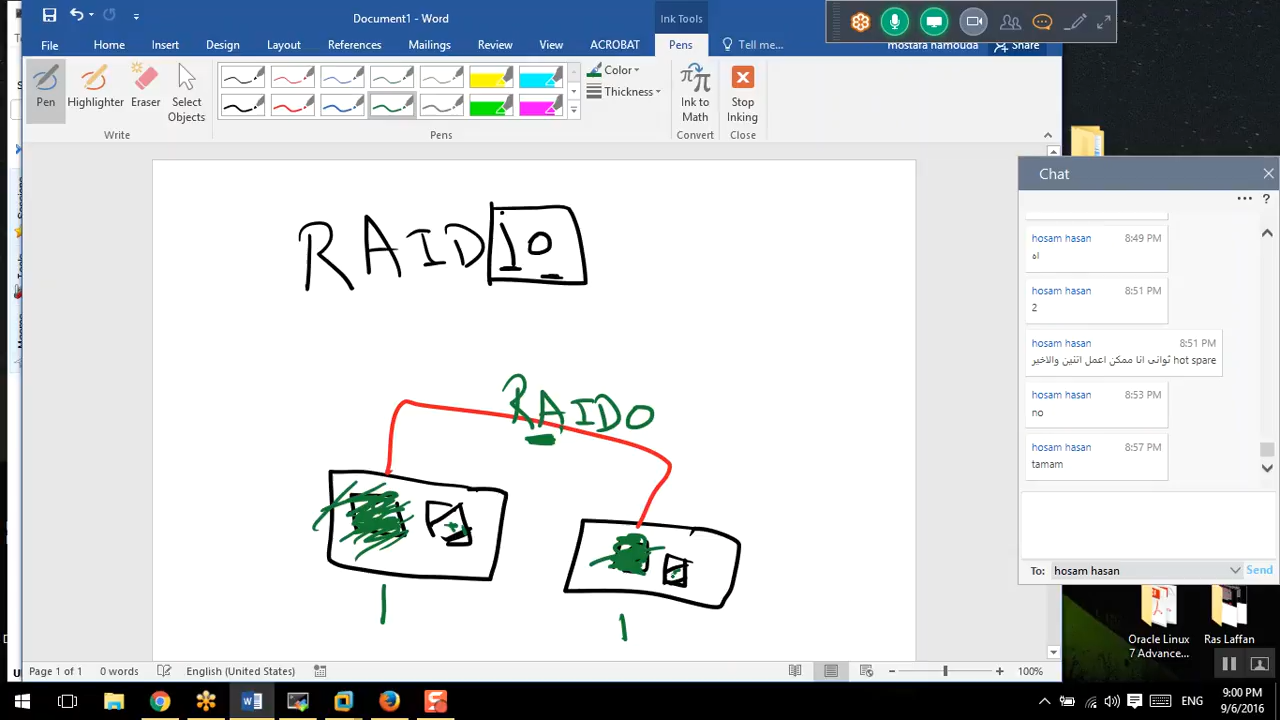 Document1 - Word
Ink Tools
File
Home
Insert
Design
Layout
References
Mailings
Review
View
ACROBAT
Pens
Tell me...
mostafa hamouda
Share
Pen
Highlighter
Eraser
Select
Objects
Color
Thickness
Ink to
Math
Stop
Inking
Write
Pens
Convert
Close
RAID 10
RAID0
1
1
Chat
hosam hasan 8:49 PM
اه
hosam hasan 8:51 PM
2
hosam hasan 8:51 PM
ثوانى انا ممكن اعمل اتنين والاخير hot spare
hosam hasan 8:53 PM
no
hosam hasan 8:57 PM
tamam
To: hosam hasan
Send
Oracle Linux
7 Advance...
Ras Laffan
Page 1 of 1
0 words
English (United States)
100%
ENG
9:00 PM
9/6/2016